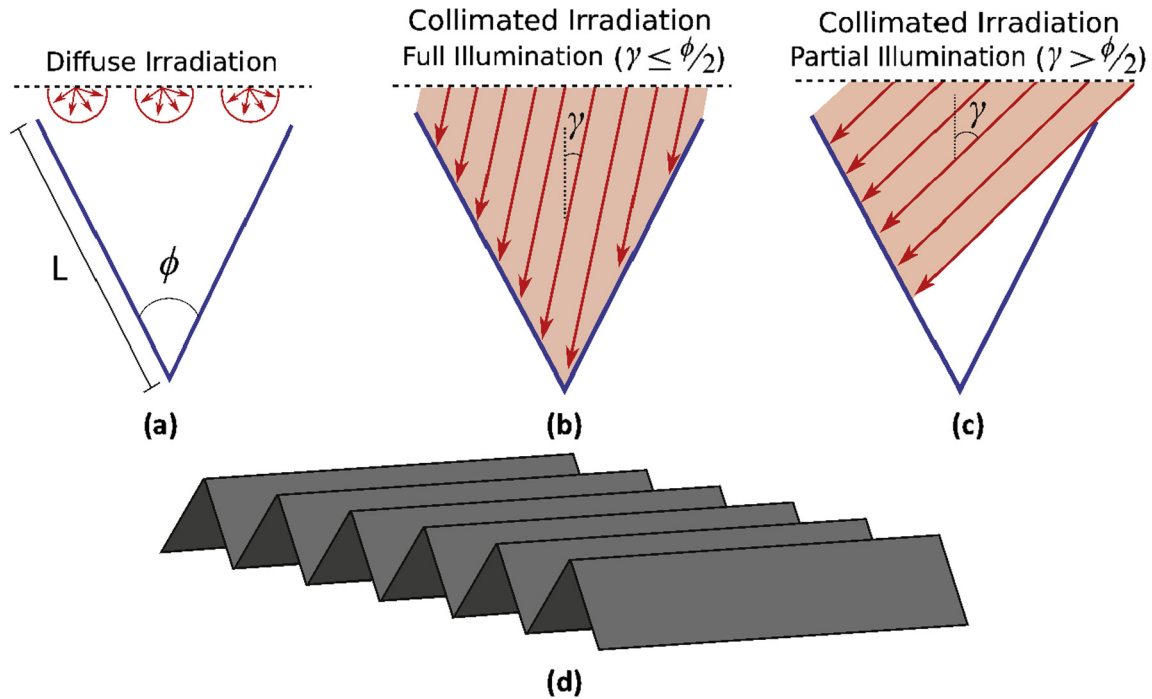 Diffuse Irradiation
L
ϕ
(a)
Collimated Irradiation
Full Illumination (γ ≤ ϕ/2)
γ
(b)
Collimated Irradiation
Partial Illumination (γ > ϕ/2)
γ
(c)
(d)